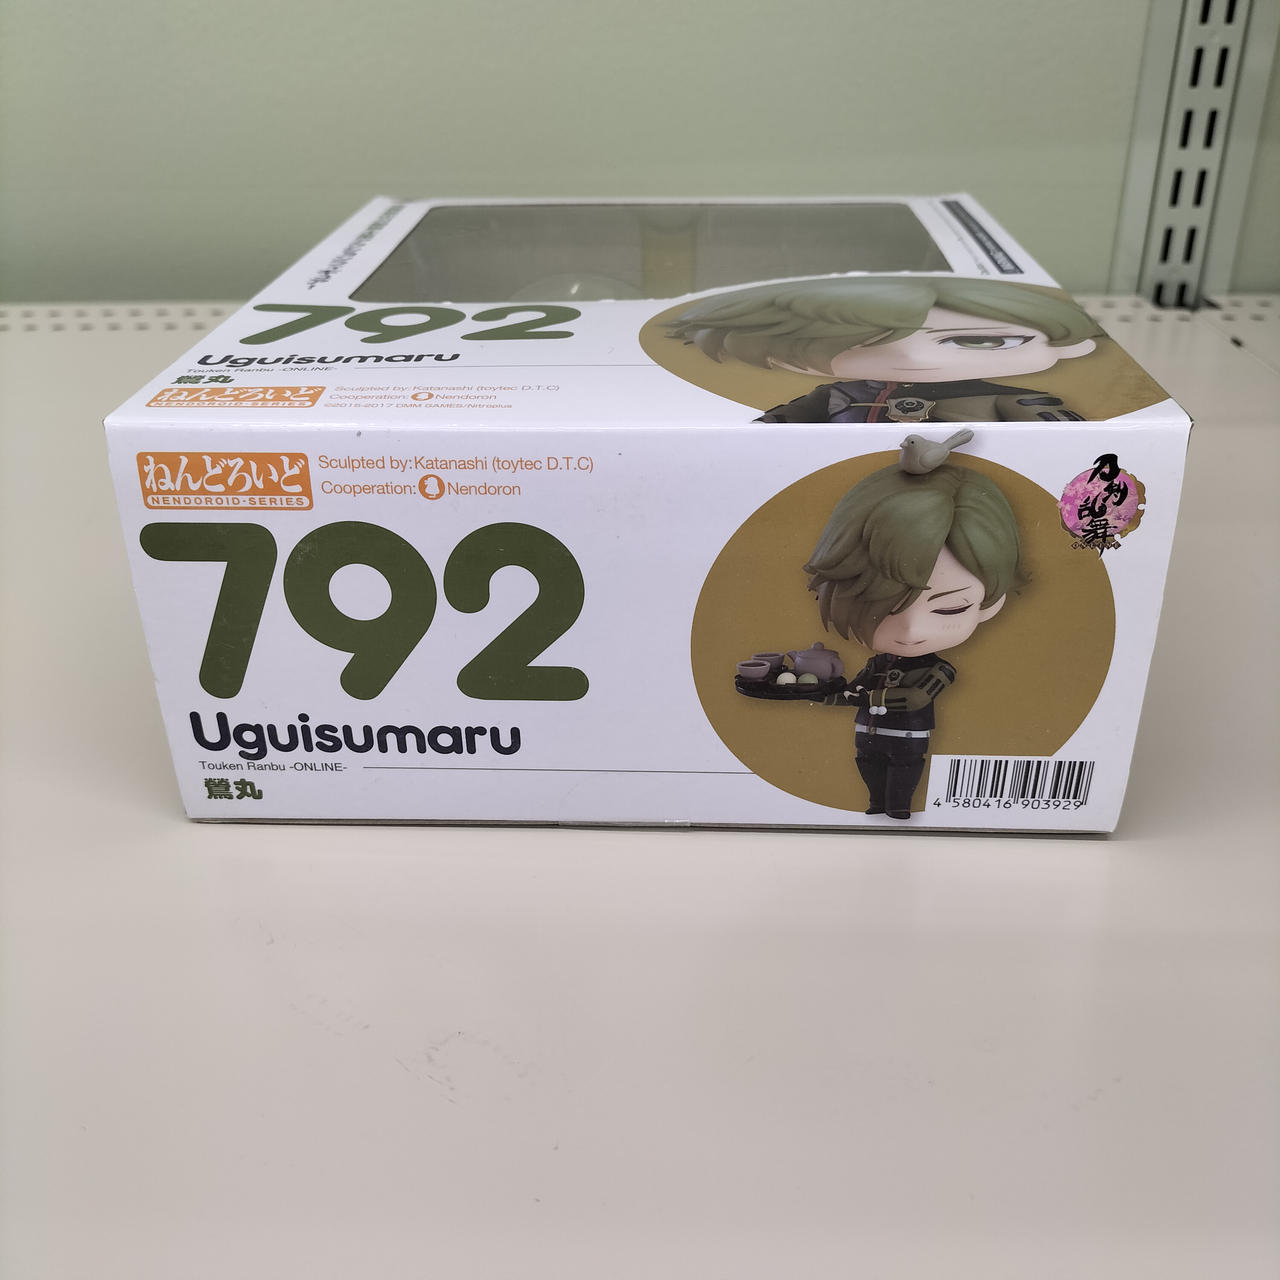 792
Uguisumaru
Touken Ranbu -ONLINE-
鶯丸
ねんどろいど
NENDOROID-SERIES
Sculpted by: Katanashi (toytec D.T.C)
Cooperation: Nendoron
©2015-2017 DMM GAMES/Nitroplus
ねんどろいど
NENDOROID-SERIES
Sculpted by: Katanashi (toytec D.T.C)
Cooperation: Nendoron
792
Uguisumaru
Touken Ranbu -ONLINE-
鶯丸
刀剣乱舞
ONLINE
4 580416 903929